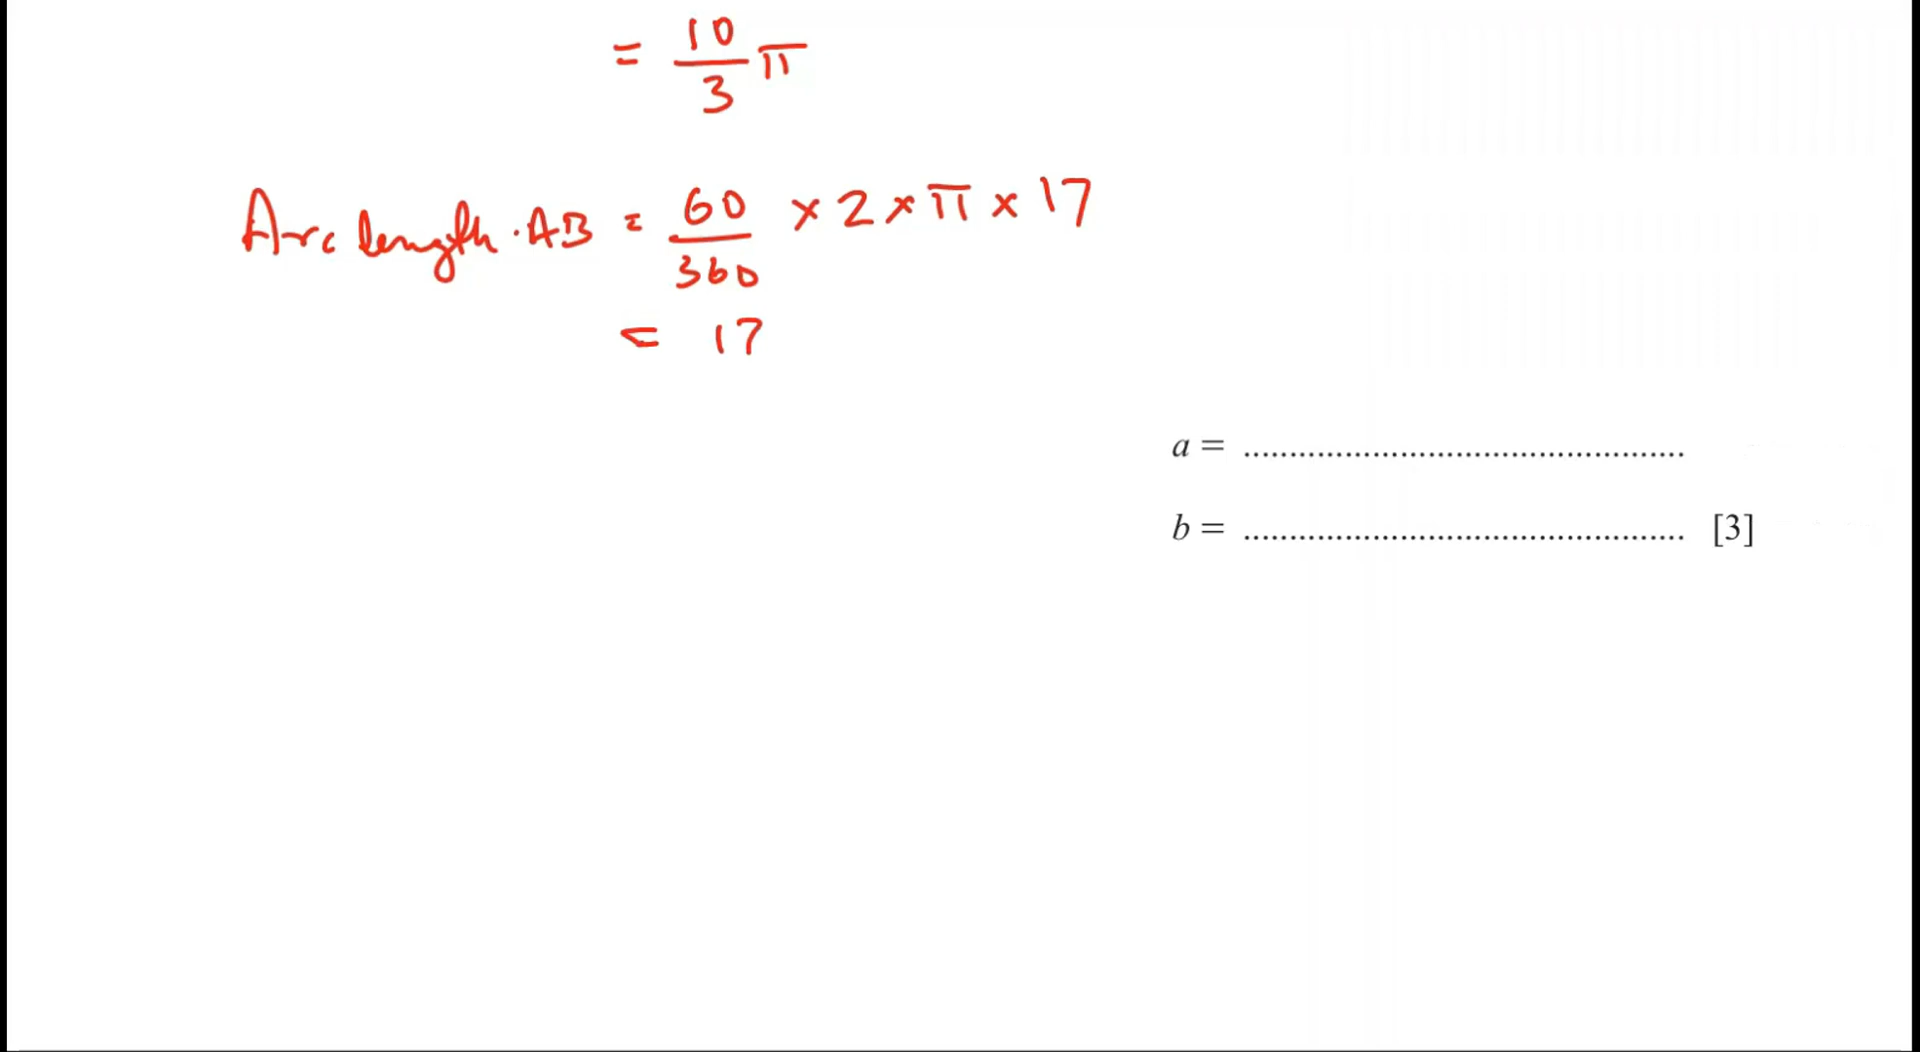 = 10/3 π
Arc length AB = 60/360 × 2 × π × 17
= 17
a = ................................................
b = ................................................ [3]